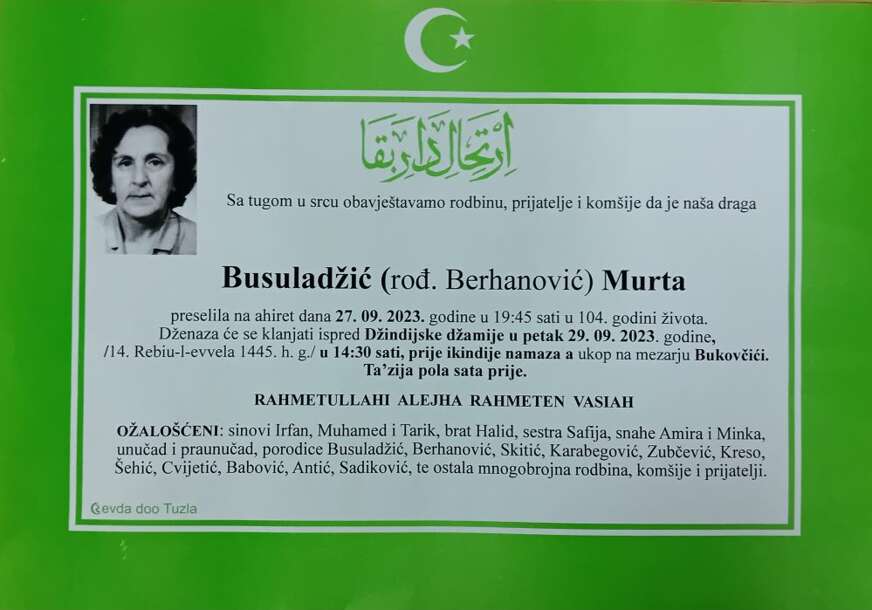 اِرْتِحَالِ دَارِ بَقَا
Sa tugom u srcu obavještavamo rodbinu, prijatelje i komšije da je naša draga
Busuladžić (rođ. Berhanović) Murta
preselila na ahiret dana 27. 09. 2023. godine u 19:45 sati u 104. godini života.
Dženaza će se klanjati ispred Džindijske džamije u petak 29. 09. 2023. godine,
/14. Rebiu-l-evvela 1445. h. g./ u 14:30 sati, prije ikindije namaza a ukop na mezarju Bukovčići.
Ta’zija pola sata prije.
RAHMETULLAHI ALEJHA RAHMETEN VASIAH
OŽALOŠĆENI: sinovi Irfan, Muhamed i Tarik, brat Halid, sestra Safija, snahe Amira i Minka,
unučad i praunučad, porodice Busuladžić, Berhanović, Skitić, Karabegović, Zubčević, Kreso,
Šehić, Cvijetić, Babović, Antić, Sadiković, te ostala mnogobrojna rodbina, komšije i prijatelji.
Revda doo Tuzla